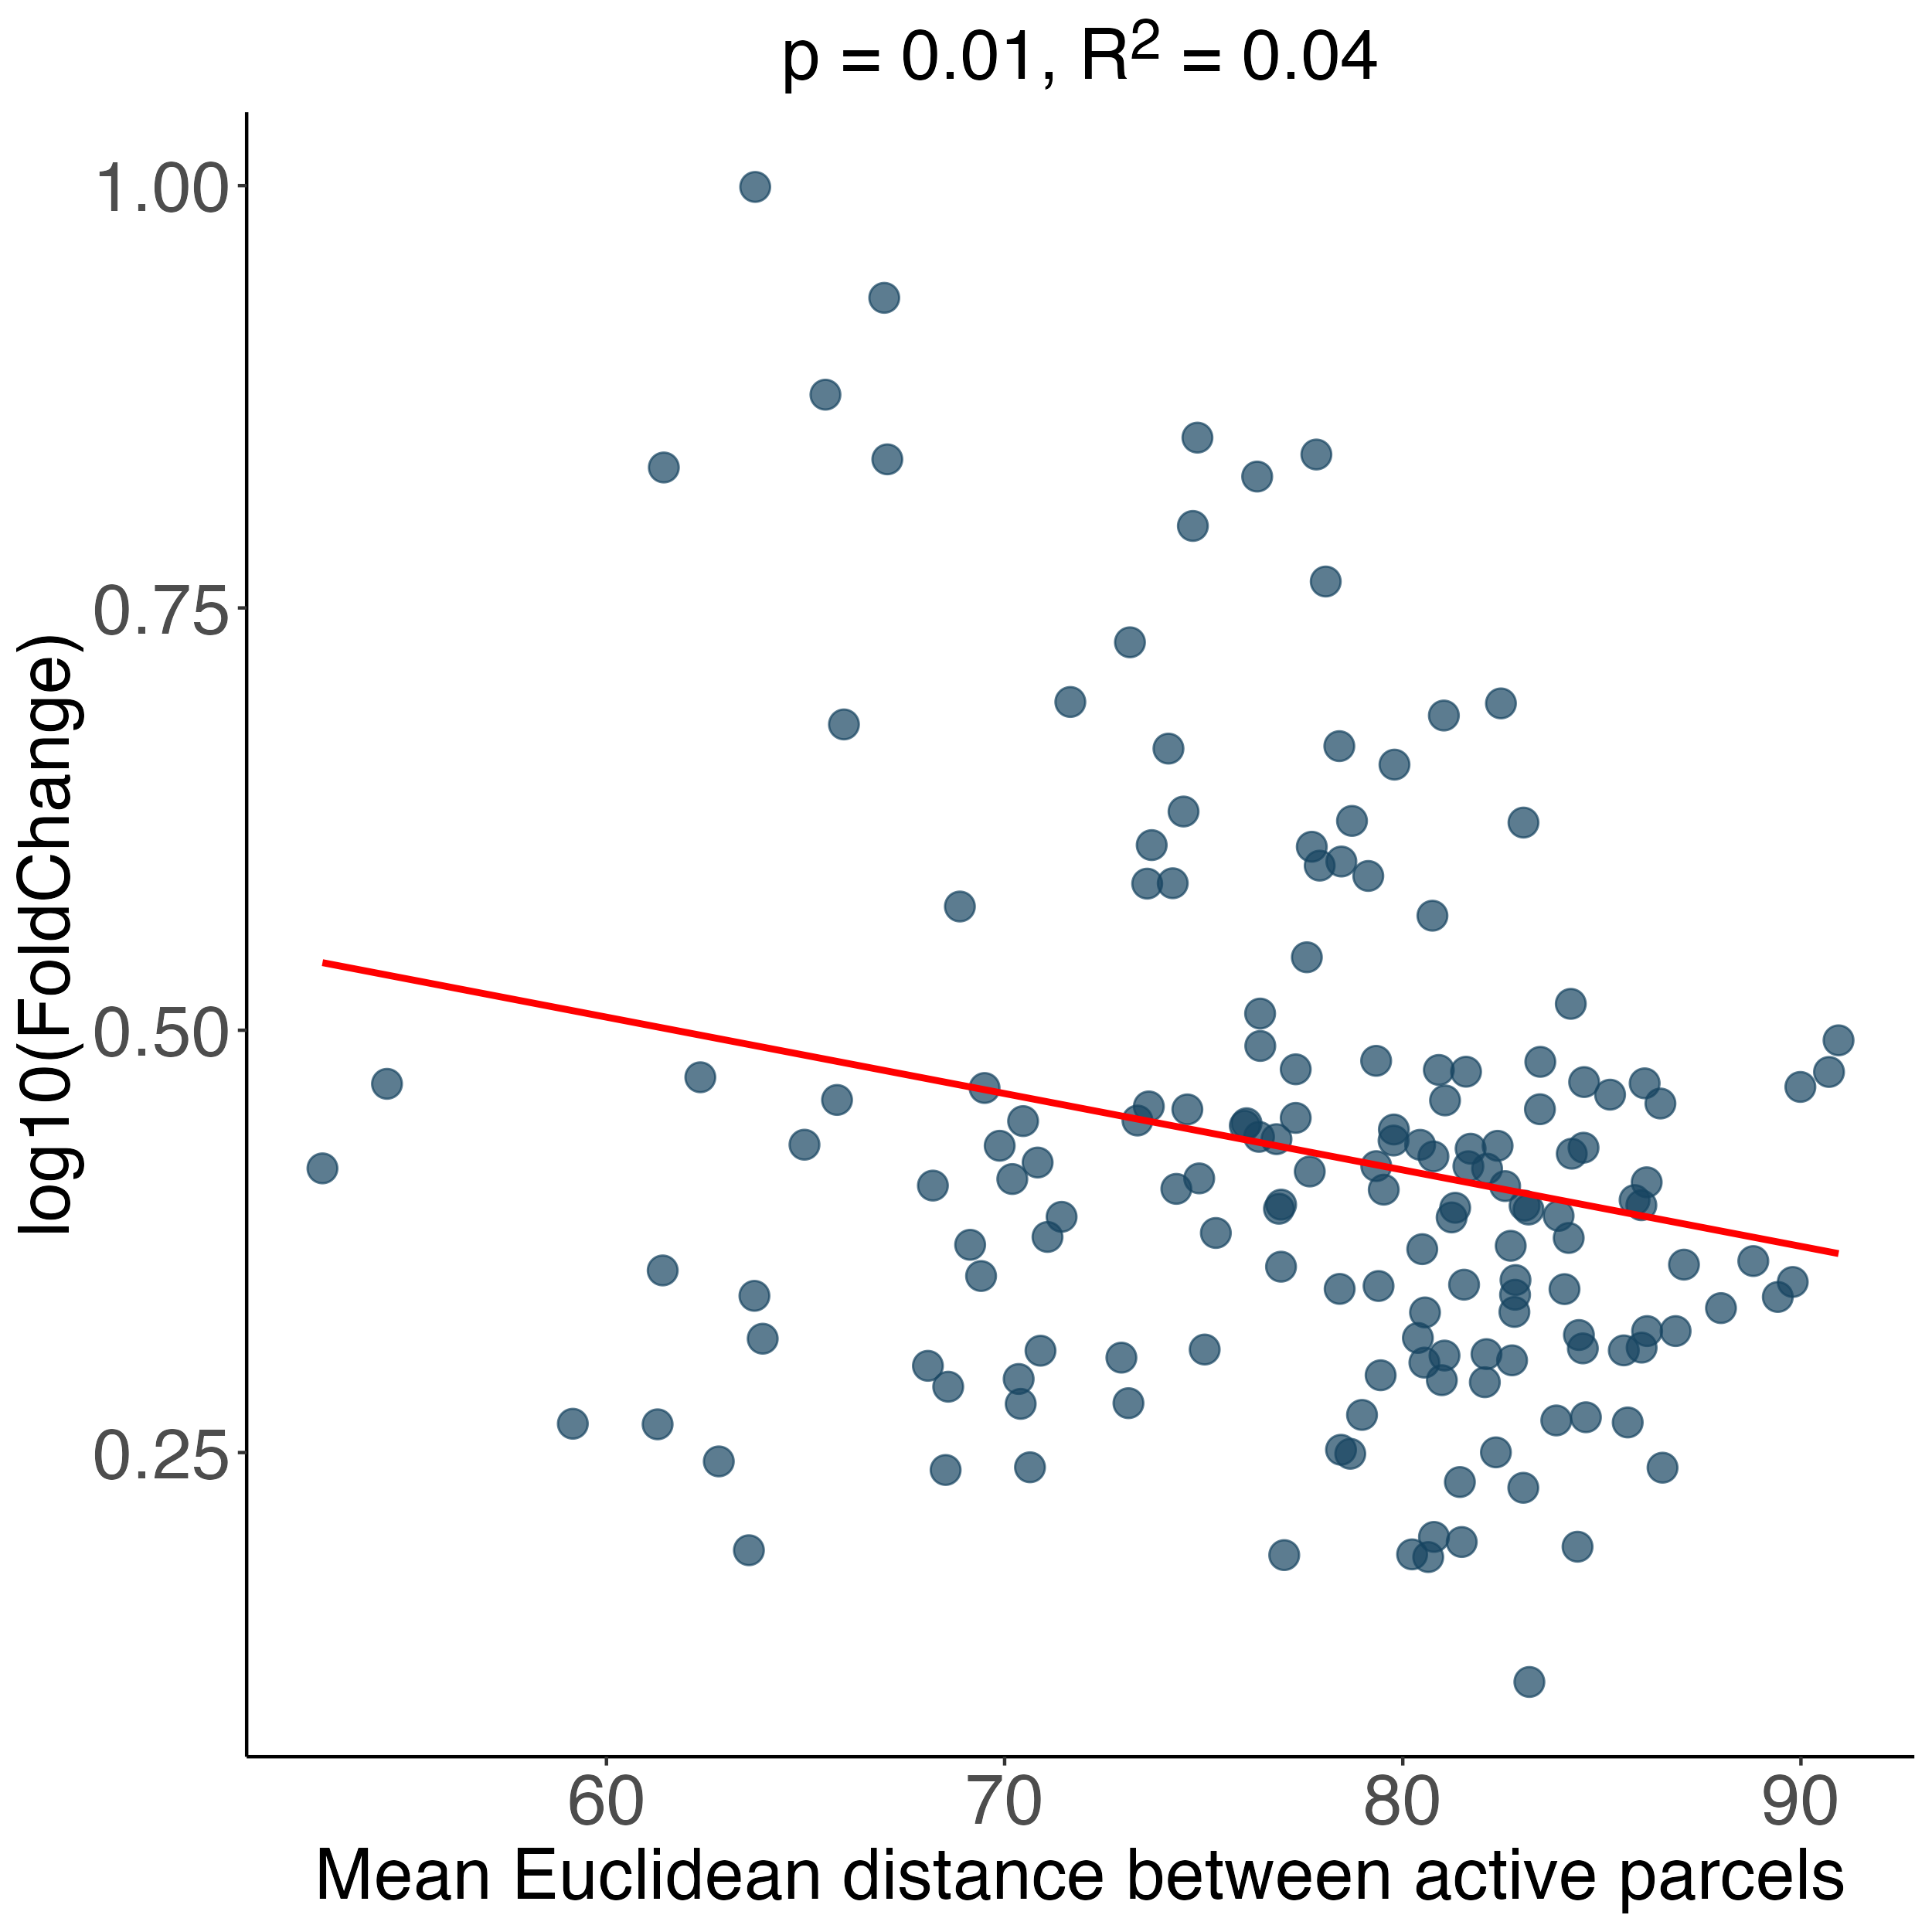 p = 0.01, R² = 0.04
log10(FoldChange)
1.00
0.75
0.50
0.25
60 70 80 90
Mean Euclidean distance between active parcels